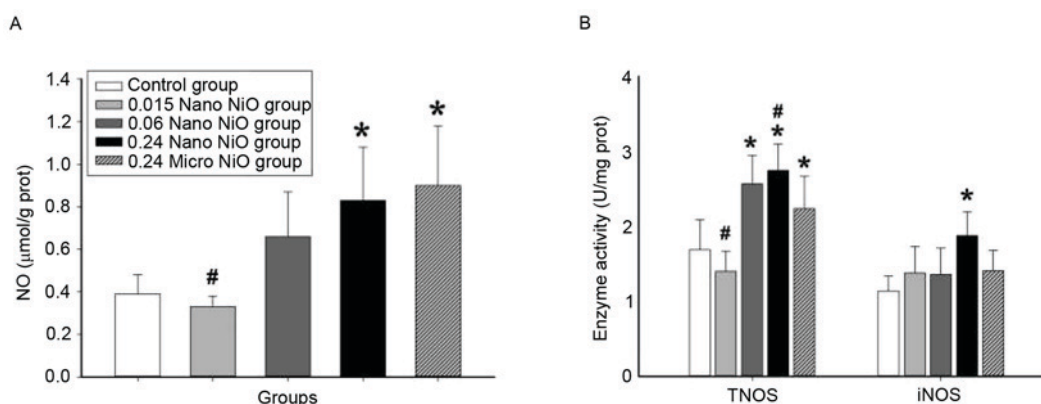 A
NO (μmol/g prot)
1.4
1.2
1.0
0.8
0.6
0.4
0.2
0.0
Control group
0.015 Nano NiO group
0.06 Nano NiO group
0.24 Nano NiO group
0.24 Micro NiO group
#
*
*
Groups
B
Enzyme activity (U/mg prot)
4
3
2
1
0
#
*
#
*
*
*
TNOS iNOS